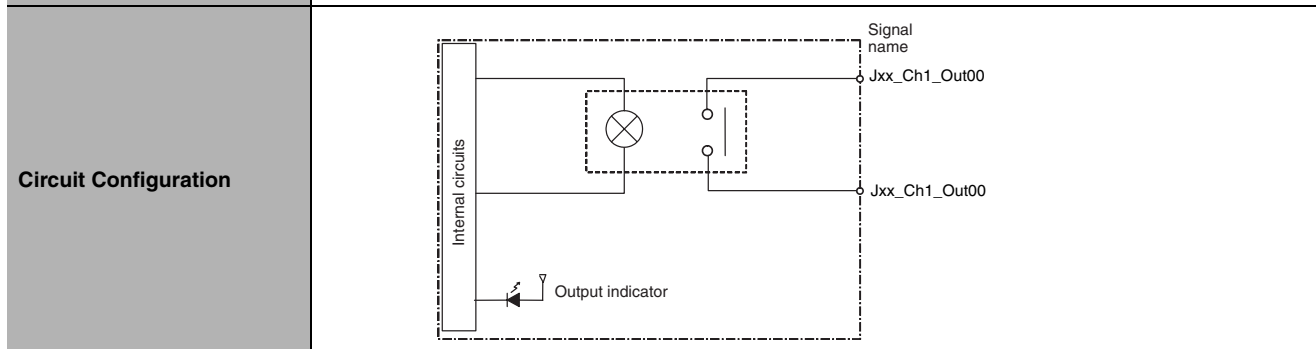 Circuit Configuration
Signal
name
Jxx_Ch1_Out00
Internal circuits
Jxx_Ch1_Out00
Output indicator